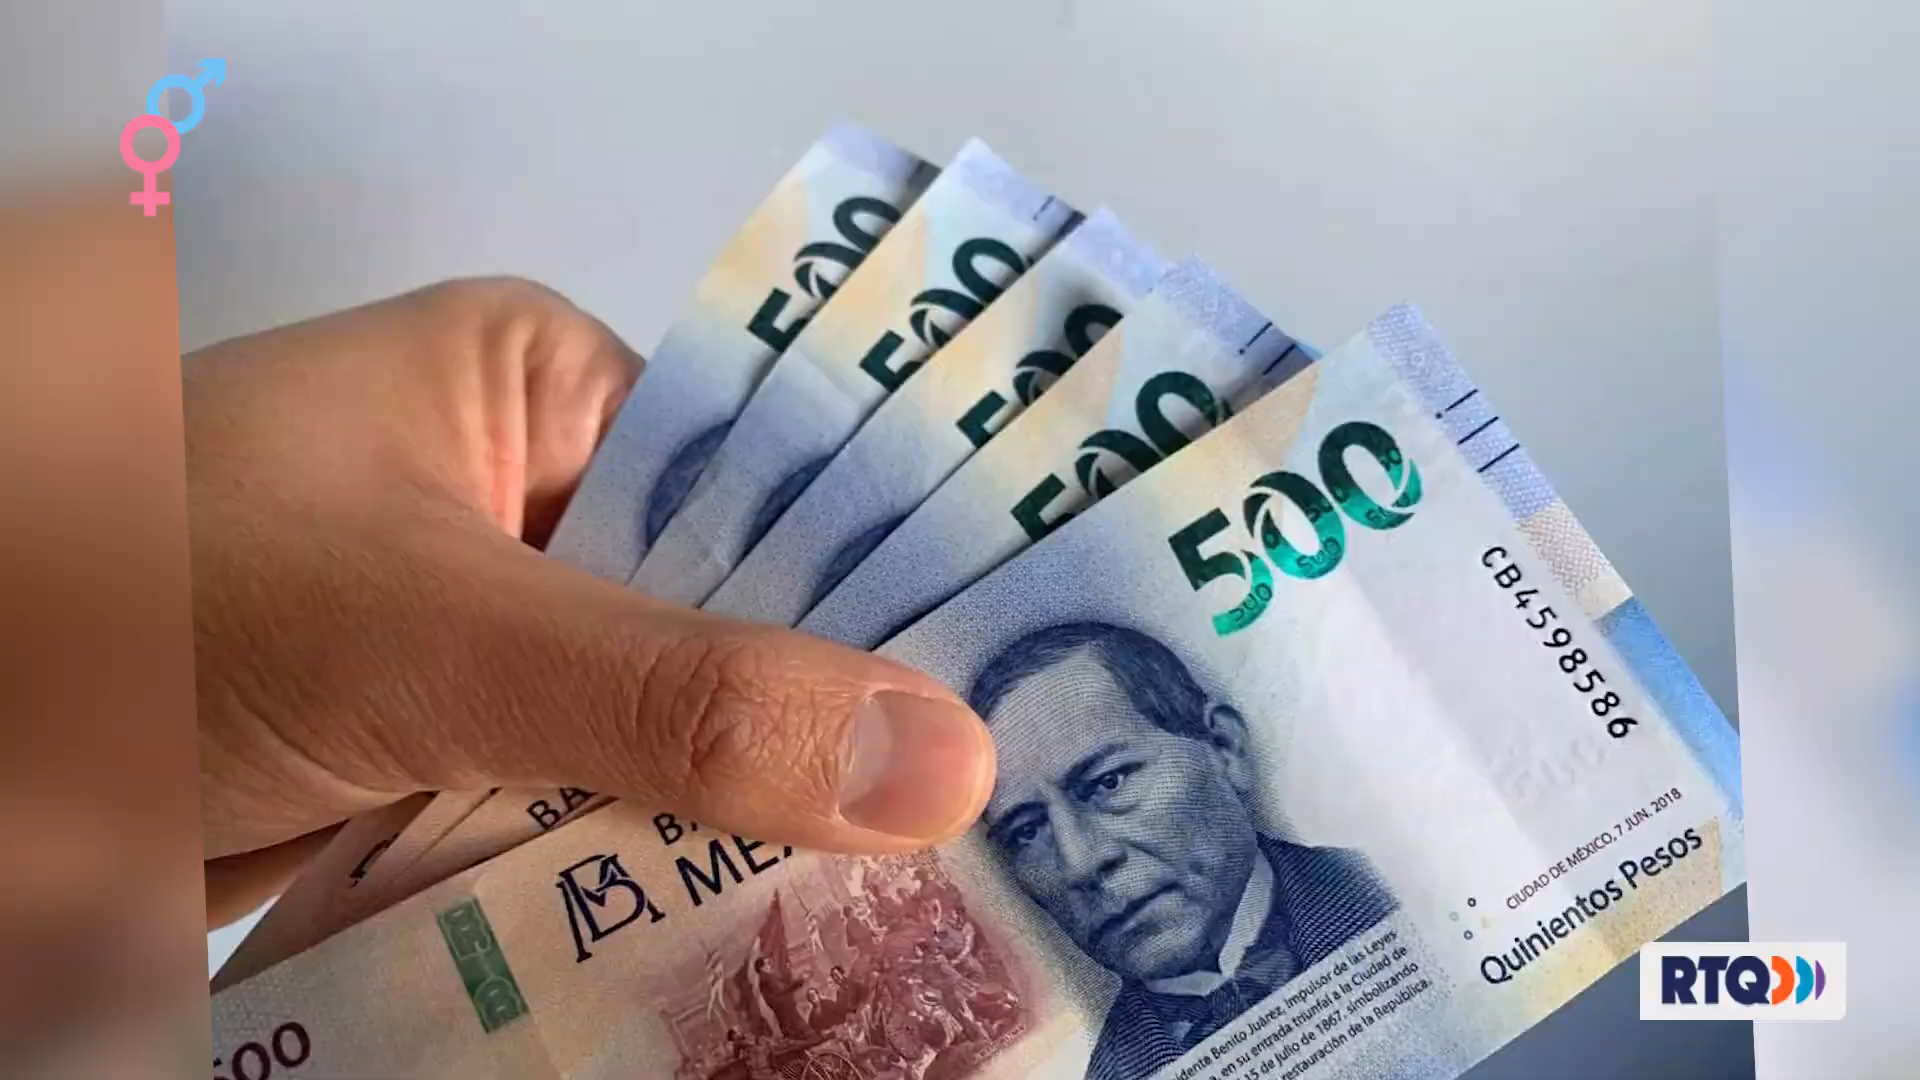 500
500
500
500
500
CB4598586
CIUDAD DE MÉXICO, 7 JUN. 2018
Quinientos Pesos
BA
BA
ME
Benito Juárez, impulsor de las Leyes
en su entrada triunfal a la Ciudad de
15 de julio de 1867, simbolizando
restauración de la República.
500
RTQ